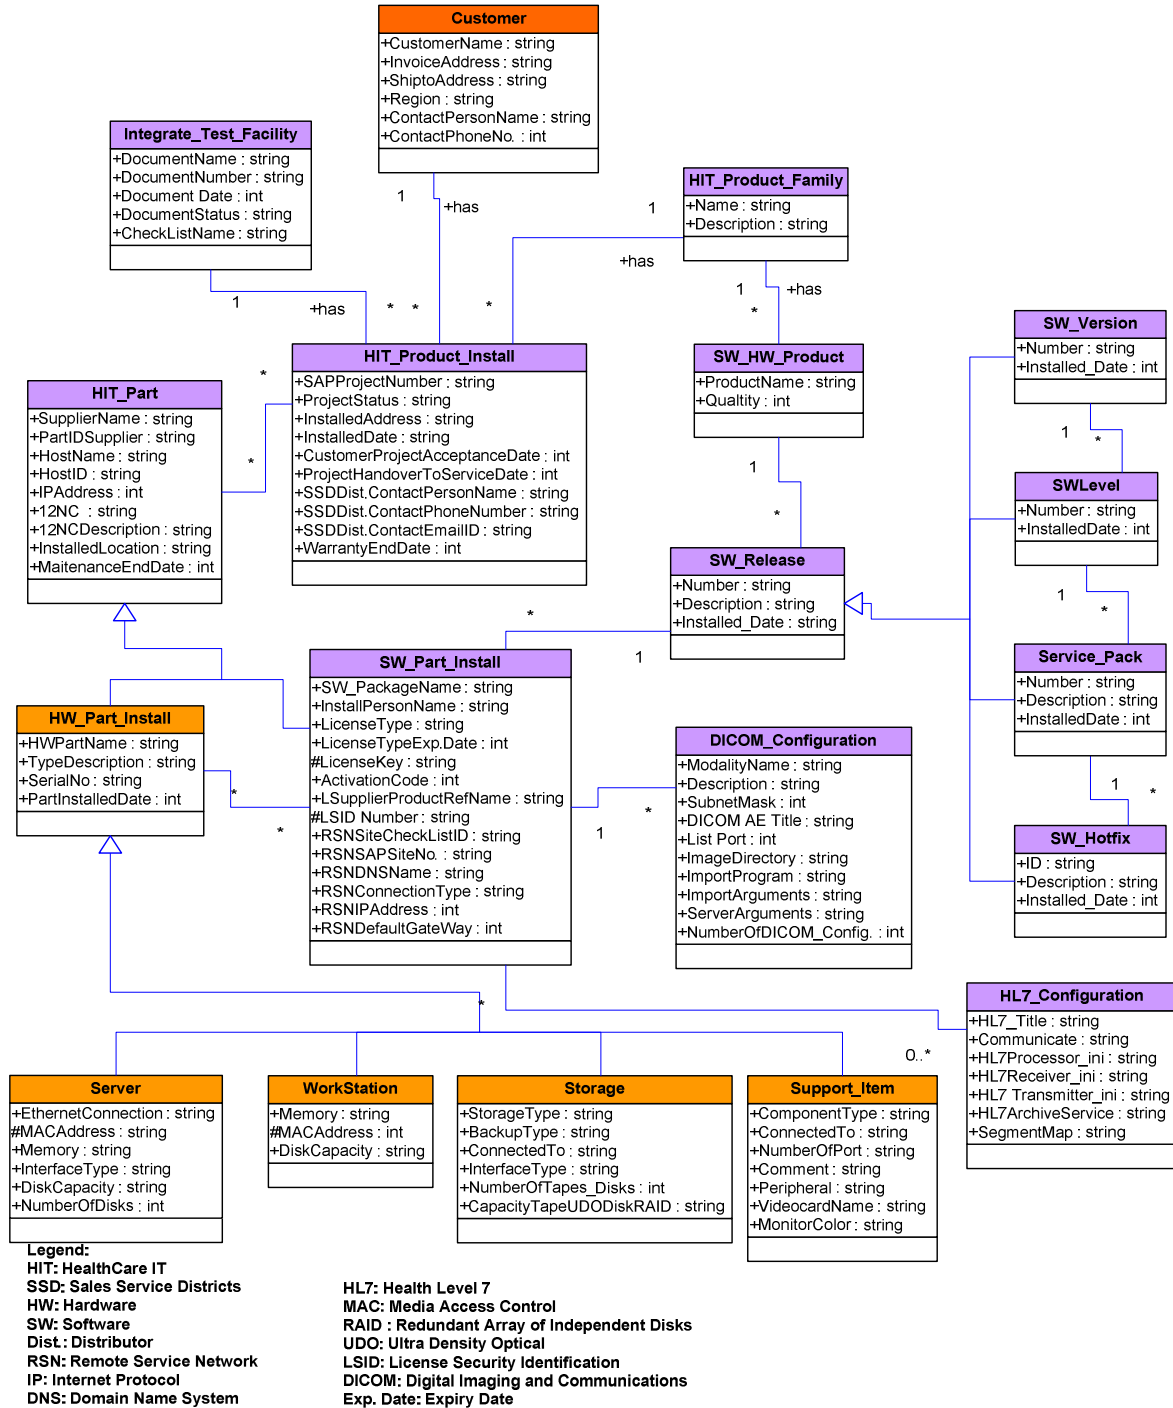 Customer
+CustomerName : string
+InvoiceAddress : string
+ShiptoAddress : string
+Region : string
+ContactPersonName : string
+ContactPhoneNo. : int
Integrate_Test_Facility
+DocumentName : string
+DocumentNumber : string
+Document Date : int
+DocumentStatus : string
+CheckListName : string
HIT_Product_Family
+Name : string
+Description : string
1
+has
1
+has
1
+has
*
*
*
1
+has
*
HIT_Product_Install
+SAPProjectNumber : string
+ProjectStatus : string
+InstalledAddress : string
+InstalledDate : string
+CustomerProjectAcceptanceDate : int
+ProjectHandoverToServiceDate : int
+SSDDist.ContactPersonName : string
+SSDDist.ContactPhoneNumber : string
+SSDDist.ContactEmailID : string
+WarrantyEndDate : int
HIT_Part
+SupplierName : string
+PartIDSupplier : string
+HostName : string
+HostID : string
+IPAddress : int
+12NC : string
+12NCDescription : string
+InstalledLocation : string
+MaitenanceEndDate : int
*
*
SW_HW_Product
+ProductName : string
+Qualtity : int
1
*
SW_Version
+Number : string
+Installed_Date : int
1
*
SWLevel
+Number : string
+InstalledDate : int
1
*
SW_Release
+Number : string
+Description : string
+Installed_Date : string
*
1
Service_Pack
+Number : string
+Description : string
+InstalledDate : int
1
*
SW_Part_Install
+SW_PackageName : string
+InstallPersonName : string
+LicenseType : string
+LicenseTypeExp.Date : int
#LicenseKey : string
+ActivationCode : int
+LSupplierProductRefName : string
#LSID Number : string
+RSNSiteCheckListID : string
+RSNSAPSiteNo. : string
+RSNDNSName : string
+RSNConnectionType : string
+RSNIPAddress : int
+RSNDefaultGateWay : int
HW_Part_Install
+HWPartName : string
+TypeDescription : string
+SerialNo : string
+PartInstalledDate : int
*
*
DICOM_Configuration
+ModalityName : string
+Description : string
+SubnetMask : int
+DICOM AE Title : string
+List Port : int
+ImageDirectory : string
+ImportProgram : string
+ImportArguments : string
+ServerArguments : string
+NumberOfDICOM_Config. : int
1
*
SW_Hotfix
+ID : string
+Description : string
+Installed_Date : int
*
0..*
HL7_Configuration
+HL7_Title : string
+Communicate : string
+HL7Processor_ini : string
+HL7Receiver_ini : string
+HL7 Transmitter_ini : string
+HL7ArchiveService : string
+SegmentMap : string
Server
+EthernetConnection : string
#MACAddress : string
+Memory : string
+InterfaceType : string
+DiskCapacity : string
+NumberOfDisks : int
WorkStation
+Memory : string
#MACAddress : int
+DiskCapacity : string
Storage
+StorageType : string
+BackupType : string
+ConnectedTo : string
+InterfaceType : string
+NumberOfTapes_Disks : int
+CapacityTapeUDODiskRAID : string
Support_Item
+ComponentType : string
+ConnectedTo : string
+NumberOfPort : string
+Comment : string
+Peripheral : string
+VideocardName : string
+MonitorColor : string
Legend:
HIT: HealthCare IT
SSD: Sales Service Districts
HW: Hardware
SW: Software
Dist.: Distributor
RSN: Remote Service Network
IP: Internet Protocol
DNS: Domain Name System
HL7: Health Level 7
MAC: Media Access Control
RAID : Redundant Array of Independent Disks
UDO: Ultra Density Optical
LSID: License Security Identification
DICOM: Digital Imaging and Communications
Exp. Date: Expiry Date